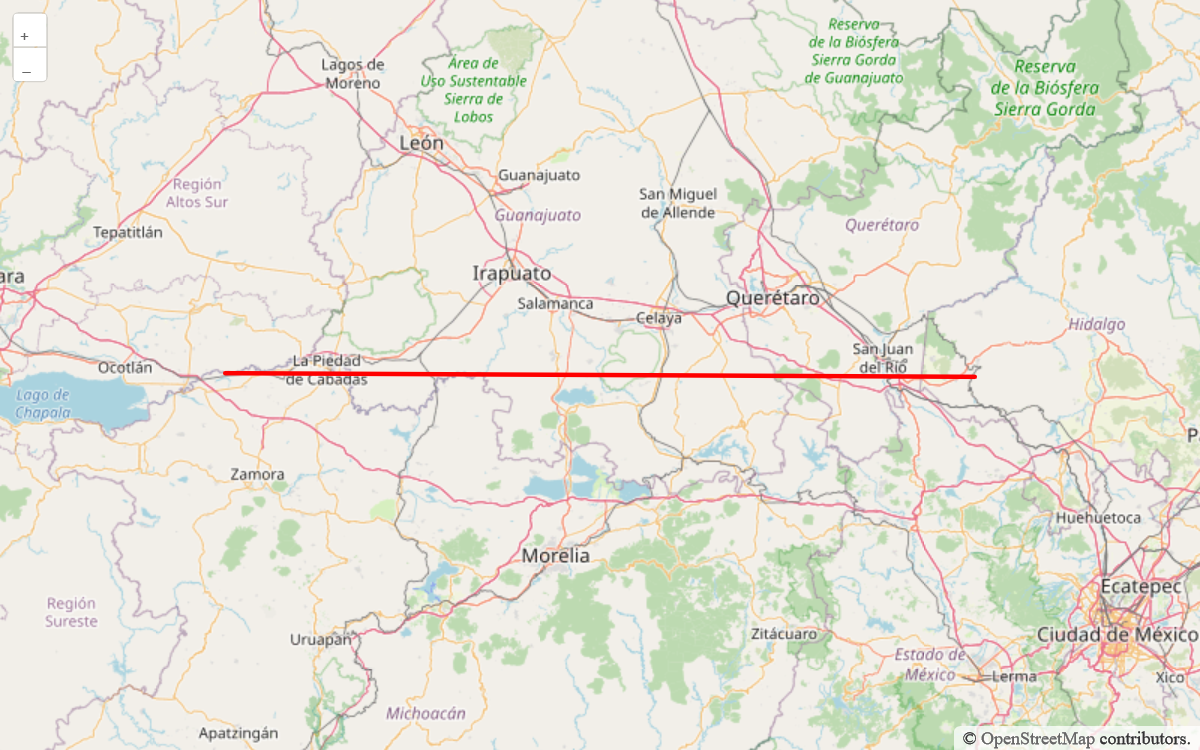 +
Reserva
de la Biósfera
Sierra Gorda
de Guanajuato
–
Lagos de
Moreno
Área de
Uso Sustentable
Sierra de
Lobos
Reserva
de la Biósfera
Sierra Gorda
León
Guanajuato
Región
Altos Sur
San Miguel
de Allende
Guanajuato
Tepatitlán
Querétaro
ara
Irapuato
Salamanca
Querétaro
Celaya
Hidalgo
San Juan
del Río
La Piedad
de Cabadas
Ocotlán
Lago de
Chapala
P
Zamora
Huehuetoca
Morelia
Ecatepec
Región
Sureste
Uruapan
Zitácuaro
Ciudad de México
Estado de
México
Lerma
Xico
Michoacán
Apatzingán
© OpenStreetMap contributors.